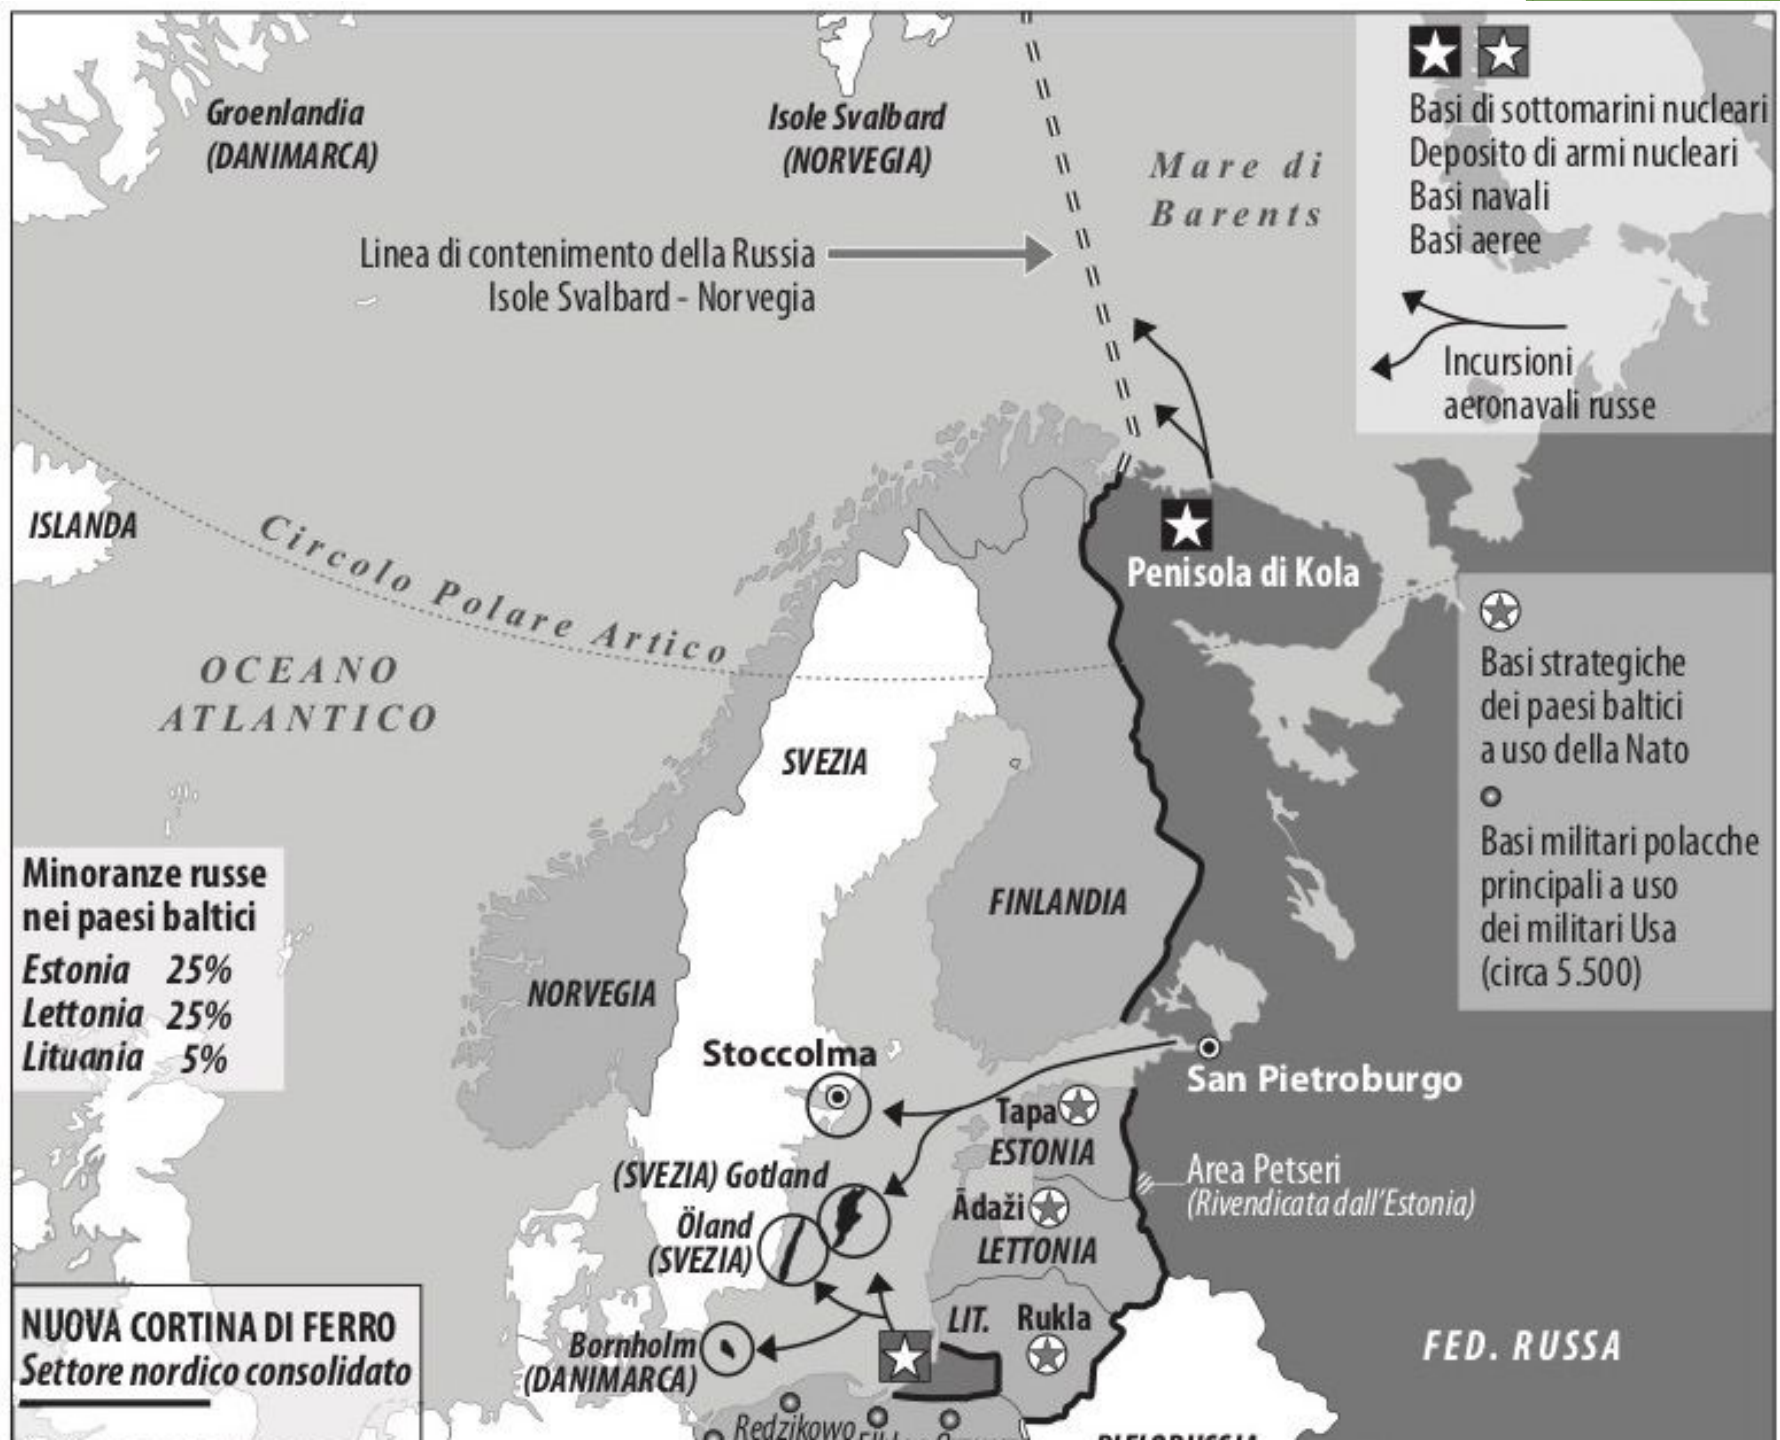 Groenlandia
(DANIMARCA)
Isole Svalbard
(NORVEGIA)
Mare di
Barents
Basi di sottomarini nucleari
Deposito di armi nucleari
Basi navali
Basi aeree
Linea di contenimento della Russia
Isole Svalbard - Norvegia
Incursioni
aeronavali russe
ISLANDA
Circolo Polare Artico
Penisola di Kola
OCEANO
ATLANTICO
SVEZIA
Basi strategiche
dei paesi baltici
a uso della Nato
Basi militari polacche
principali a uso
dei militari Usa
(circa 5.500)
Minoranze russe
nei paesi baltici
Estonia 25%
Lettonia 25%
Lituania 5%
FINLANDIA
NORVEGIA
Stoccolma
San Pietroburgo
Tapa
ESTONIA
Area Petseri
(Rivendicata dall'Estonia)
(SVEZIA) Gotland
Öland
(SVEZIA)
Ādaži
LETTONIA
LIT.
Rukla
Bornholm
(DANIMARCA)
FED. RUSSA
NUOVA CORTINA DI FERRO
Settore nordico consolidato
Redzikowo